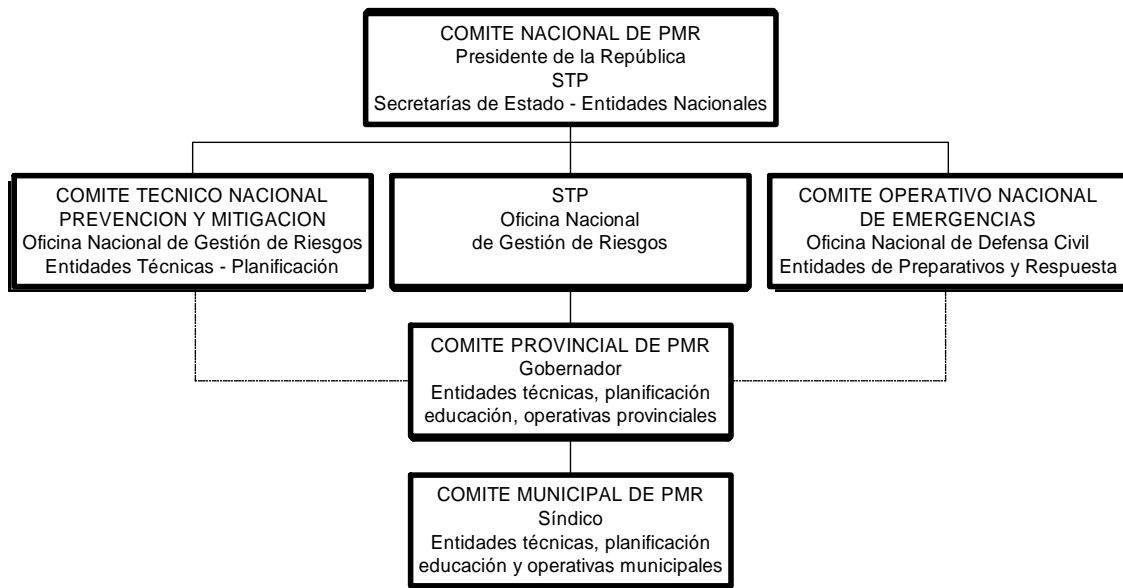 COMITE NACIONAL DE PMR
Presidente de la República
STP
Secretarías de Estado - Entidades Nacionales
COMITE TECNICO NACIONAL
PREVENCION Y MITIGACION
Oficina Nacional de Gestión de Riesgos
Entidades Técnicas - Planificación
STP
Oficina Nacional
de Gestión de Riesgos
COMITE OPERATIVO NACIONAL
DE EMERGENCIAS
Oficina Nacional de Defensa Civil
Entidades de Preparativos y Respuesta
COMITE PROVINCIAL DE PMR
Gobernador
Entidades técnicas, planificación
educación, operativas provinciales
COMITE MUNICIPAL DE PMR
Síndico
Entidades técnicas, planificación
educación y operativas municipales